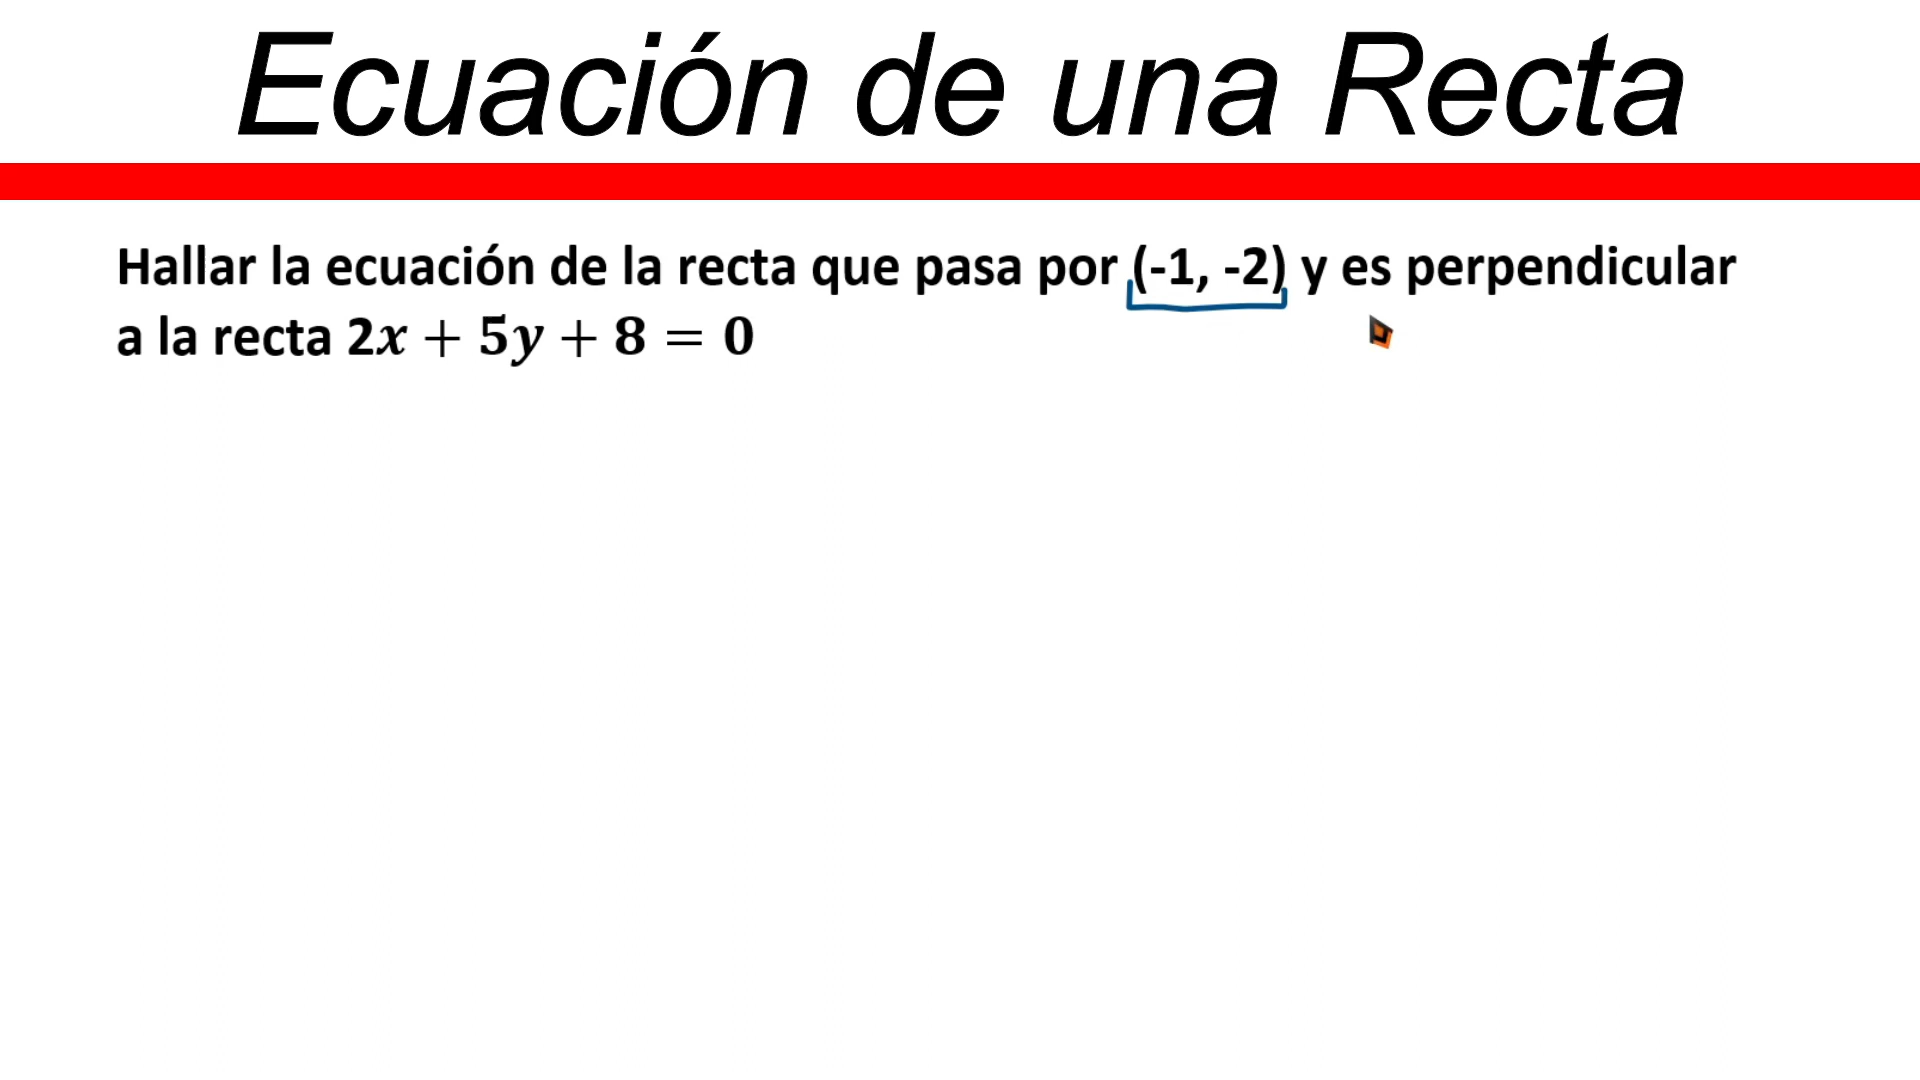 Ecuación de una Recta
Hallar la ecuación de la recta que pasa por (-1, -2) y es perpendicular
a la recta 2x + 5y + 8 = 0